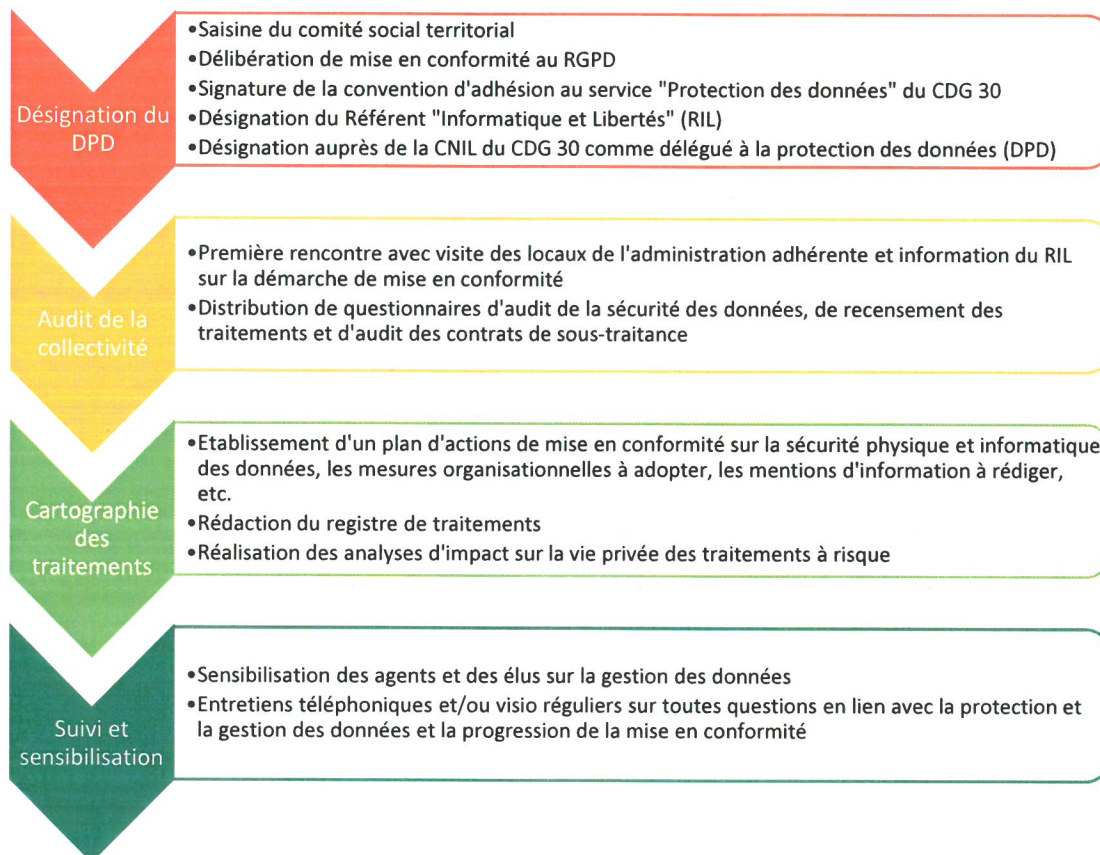 Désignation du
DPD
•Saisine du comité social territorial
•Délibération de mise en conformité au RGPD
•Signature de la convention d'adhésion au service "Protection des données" du CDG 30
•Désignation du Référent "Informatique et Libertés" (RIL)
•Désignation auprès de la CNIL du CDG 30 comme délégué à la protection des données (DPD)
Audit de la
collectivité
•Première rencontre avec visite des locaux de l'administration adhérente et information du RIL
sur la démarche de mise en conformité
•Distribution de questionnaires d'audit de la sécurité des données, de recensement des
traitements et d'audit des contrats de sous-traitance
Cartographie
des
traitements
•Etablissement d'un plan d'actions de mise en conformité sur la sécurité physique et informatique
des données, les mesures organisationnelles à adopter, les mentions d'information à rédiger,
etc.
•Rédaction du registre de traitements
•Réalisation des analyses d'impact sur la vie privée des traitements à risque
Suivi et
sensibilisation
•Sensibilisation des agents et des élus sur la gestion des données
•Entretiens téléphoniques et/ou visio réguliers sur toutes questions en lien avec la protection et
la gestion des données et la progression de la mise en conformité